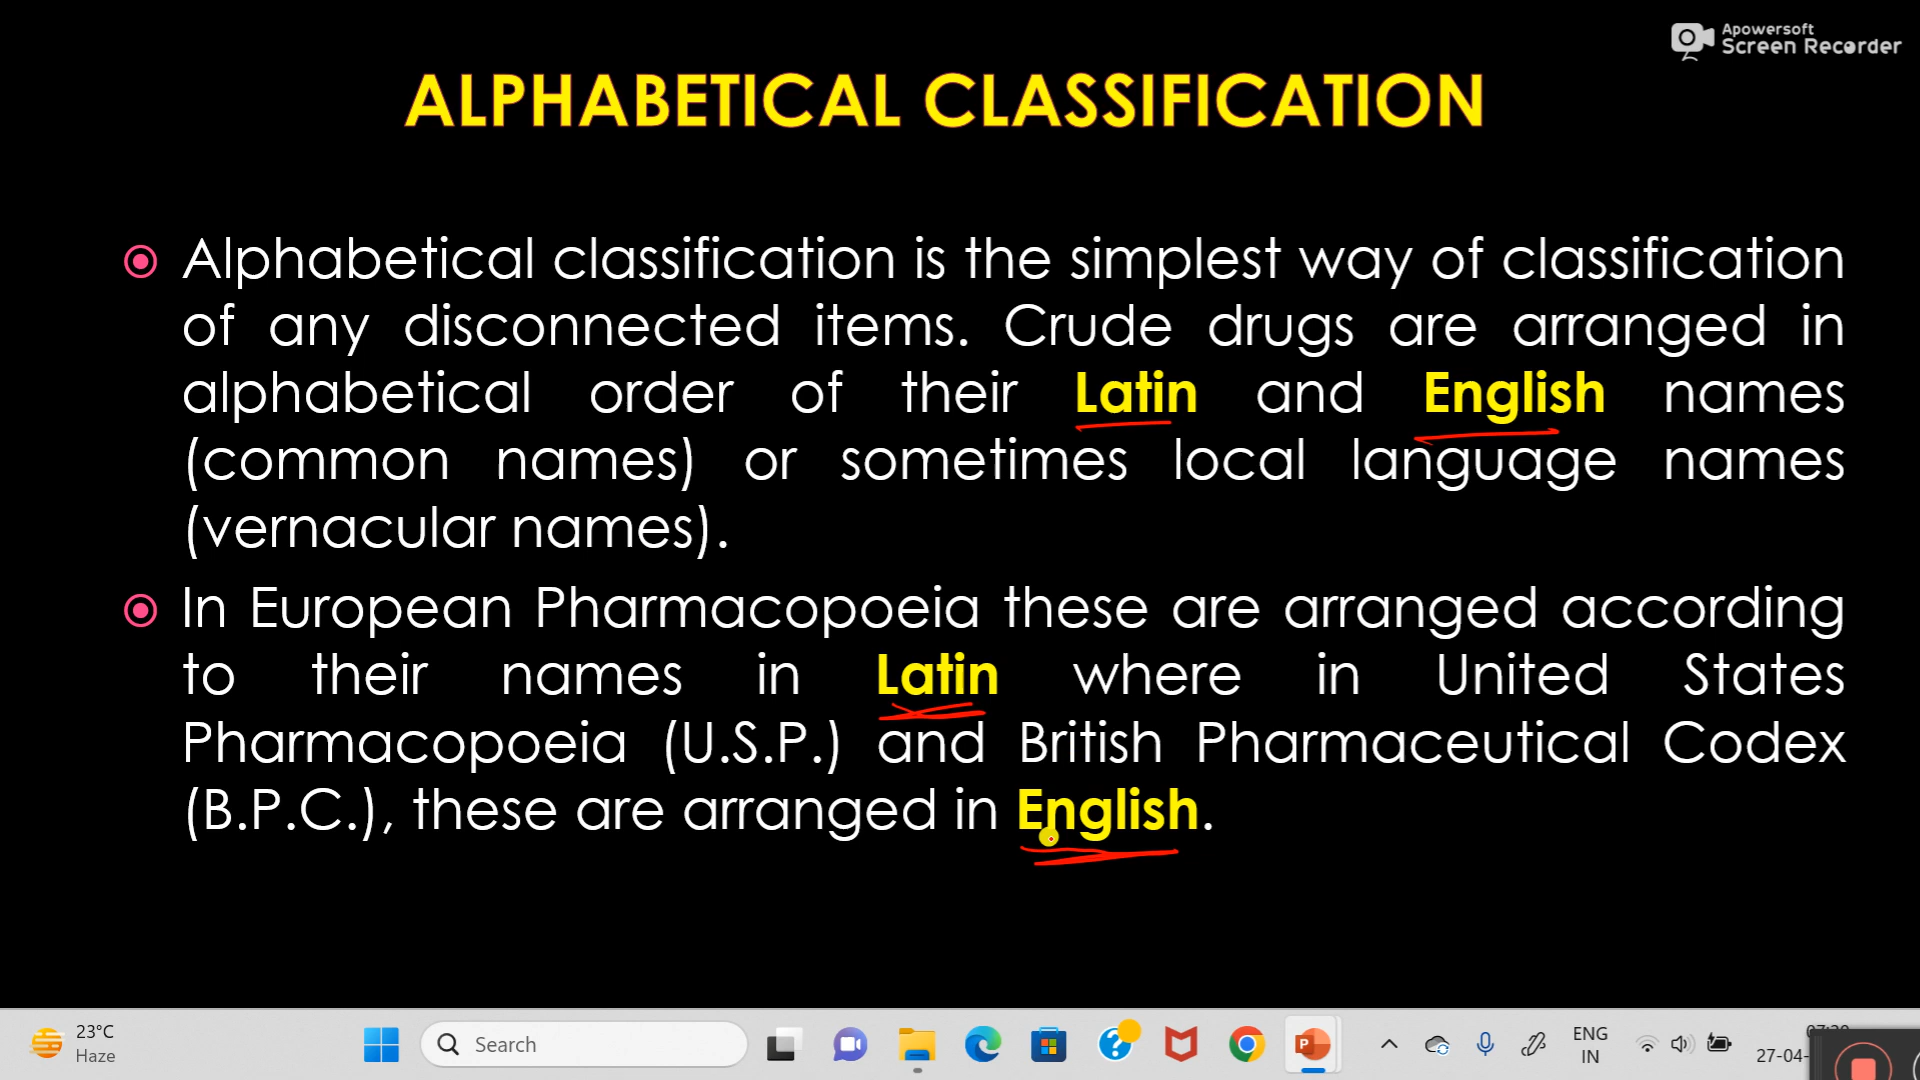 Apowersoft
Screen Recorder
ALPHABETICAL CLASSIFICATION
Alphabetical classification is the simplest way of classification
of any disconnected items. Crude drugs are arranged in
alphabetical order of their Latin and English names
(common names) or sometimes local language names
(vernacular names).
In European Pharmacopoeia these are arranged according
to their names in Latin where in United States
Pharmacopoeia (U.S.P.) and British Pharmaceutical Codex
(B.P.C.), these are arranged in English.
23°C
Haze
Search
ENG
IN
27-04-